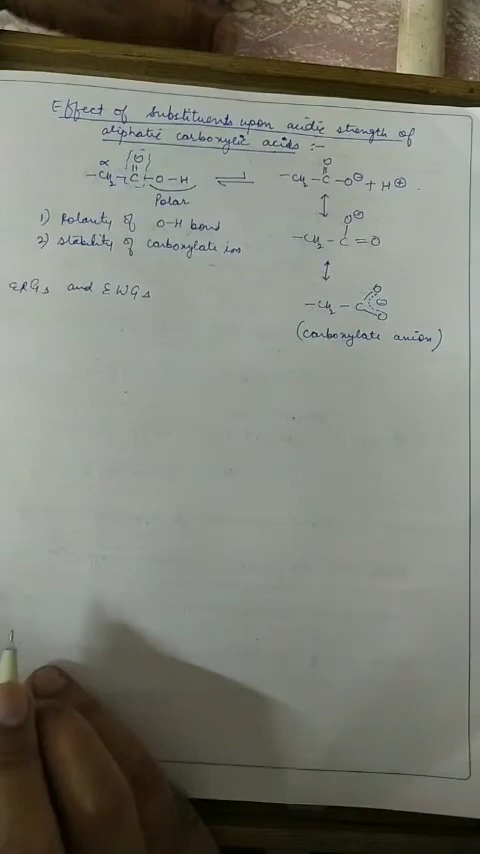 Effect of substituents upon acidic strength of
aliphatic carboxylic acids :-
α O O
-CH2-C-O-H ⇌ -CH2-C-O⊖ + H⊕
Polar
↕
1) Polarity of O-H bond
2) stability of carboxylate ion
O⊖
-CH2-C=O
↕
ERGs and EWGs
O
-CH2-C ⊖
O
(carboxylate anion)